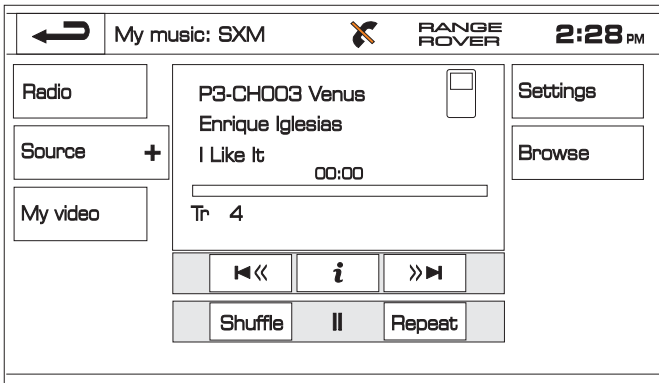 My music: SXM
RANGE
ROVER
2:28 PM
Radio
Source +
My video
P3-CH003 Venus
Enrique Iglesias
I Like It
00:00
Tr 4
Settings
Browse
i
Shuffle
Repeat